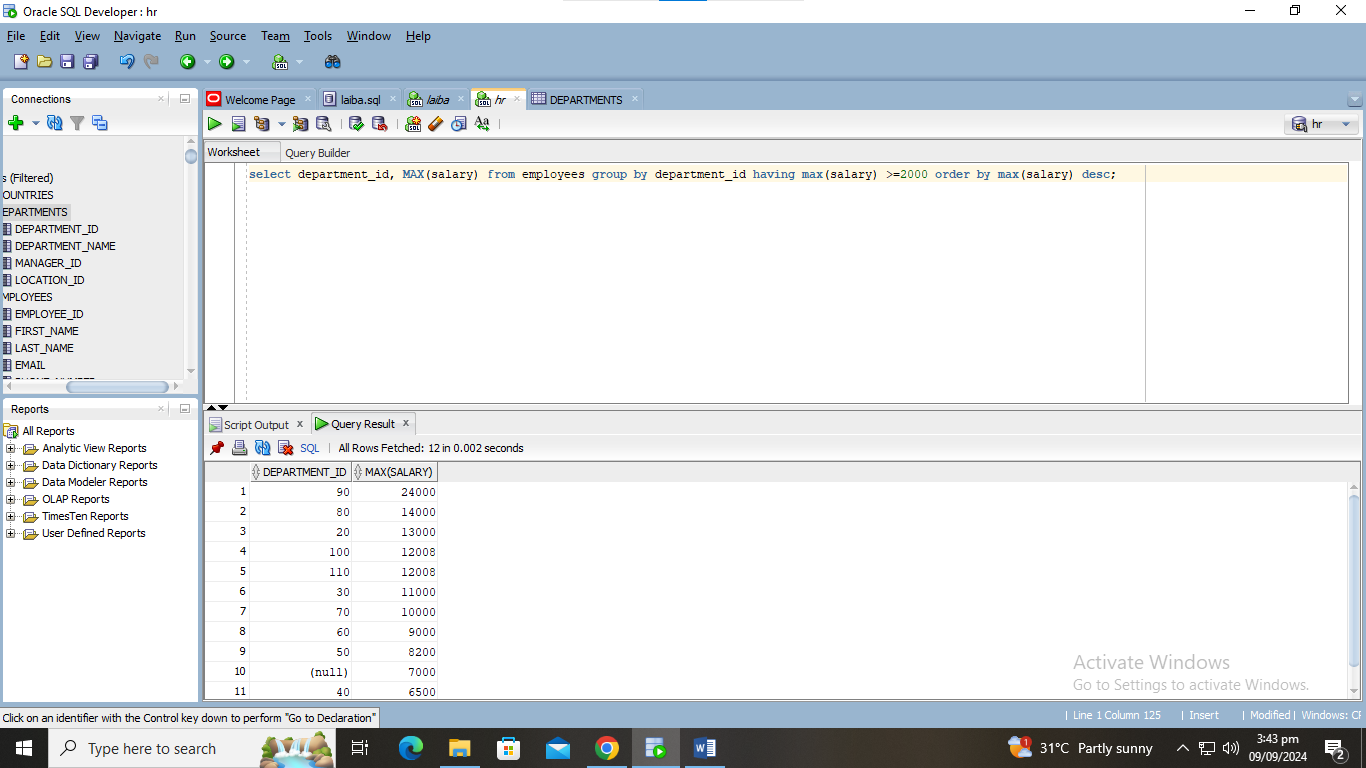 Oracle SQL Developer : hr
File Edit View Navigate Run Source Team Tools Window Help
Connections
s (Filtered)
OUNTRIES
EPARTMENTS
DEPARTMENT_ID
DEPARTMENT_NAME
MANAGER_ID
LOCATION_ID
MPLOYEES
EMPLOYEE_ID
FIRST_NAME
LAST_NAME
EMAIL
Reports
All Reports
Analytic View Reports
Data Dictionary Reports
Data Modeler Reports
OLAP Reports
TimesTen Reports
User Defined Reports
Welcome Page laiba.sql laiba hr DEPARTMENTS
hr
Worksheet Query Builder
select department_id, MAX(salary) from employees group by department_id having max(salary) >=2000 order by max(salary) desc;
Script Output x Query Result x
SQL | All Rows Fetched: 12 in 0.002 seconds
DEPARTMENT_ID MAX(SALARY)
1 90 24000
2 80 14000
3 20 13000
4 100 12008
5 110 12008
6 30 11000
7 70 10000
8 60 9000
9 50 8200
10 (null) 7000
11 40 6500
Activate Windows
Go to Settings to activate Windows.
Click on an identifier with the Control key down to perform "Go to Declaration"
| Line 1 Column 125 | Insert | Modified | Windows: CR
Type here to search
31°C Partly sunny
3:43 pm
09/09/2024
2